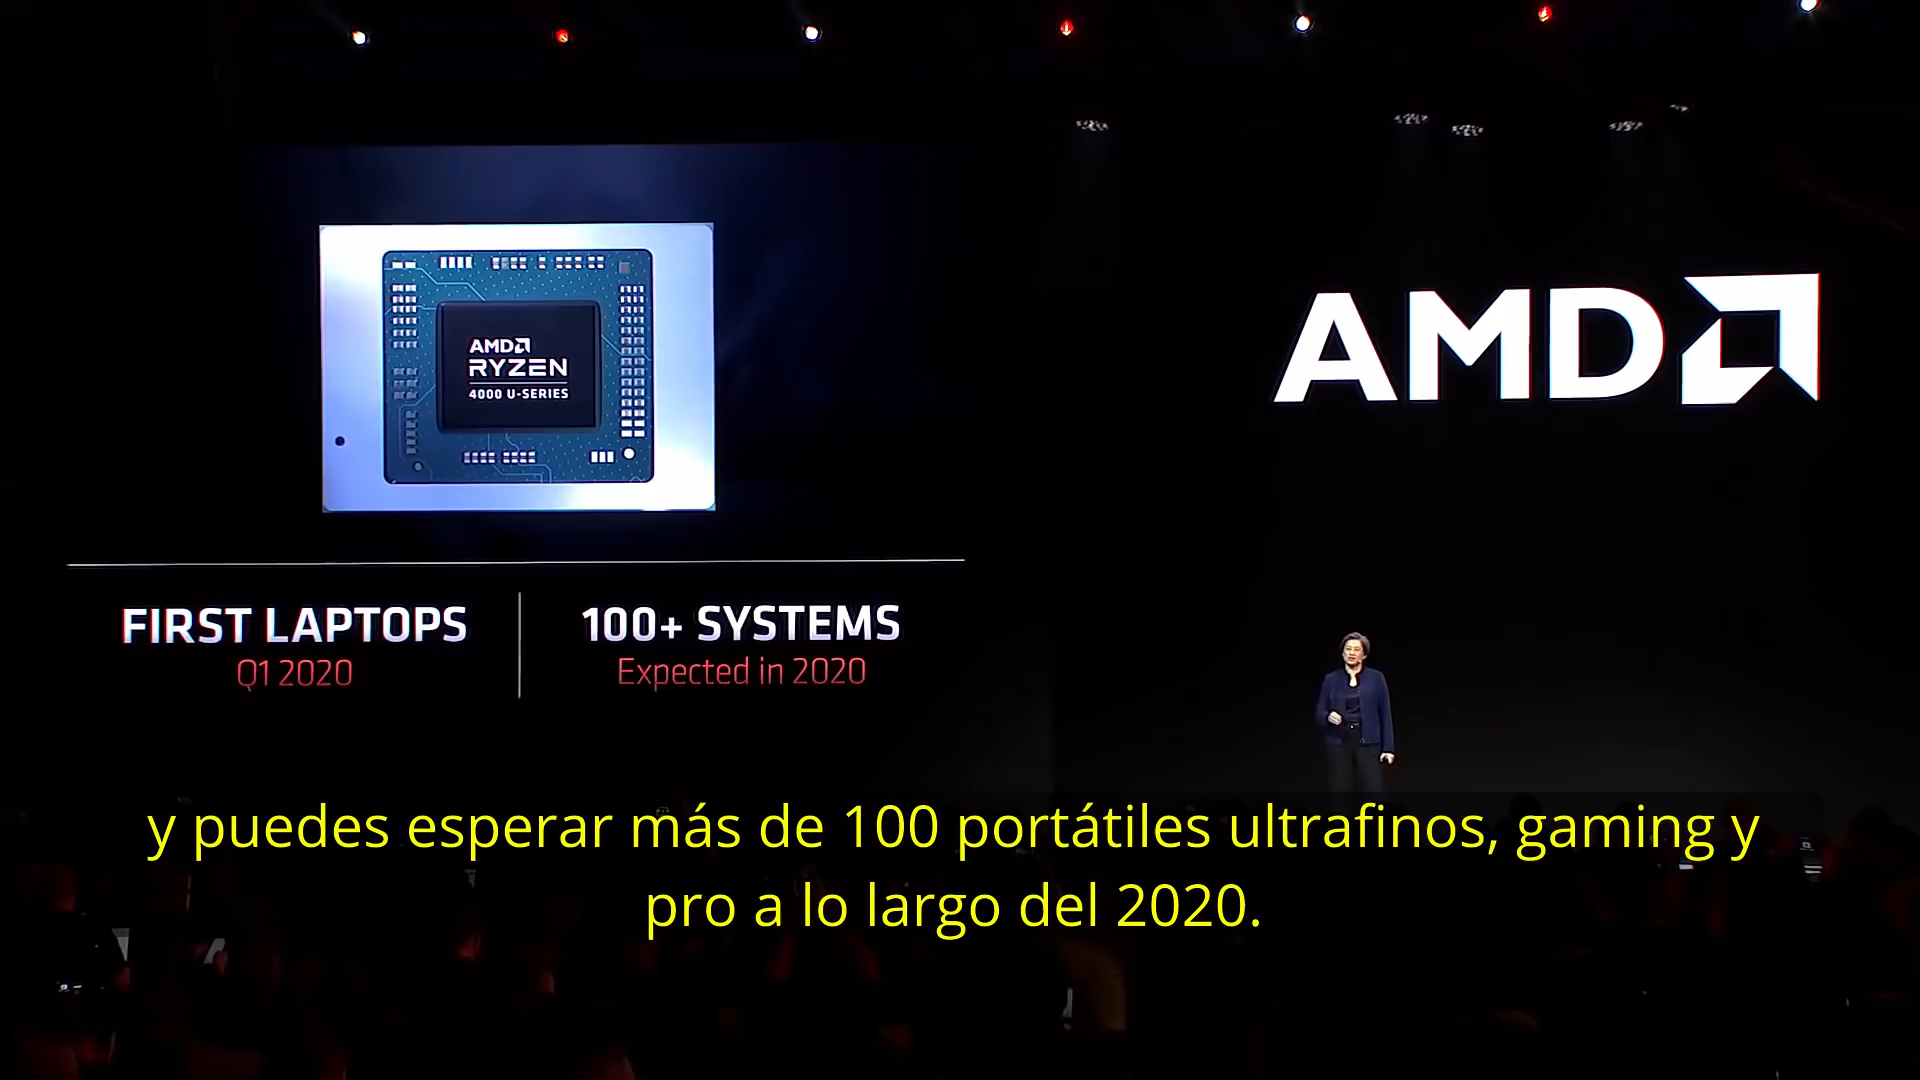 AMD
RYZEN
4000 U-SERIES
AMD
FIRST LAPTOPS
Q1 2020
100+ SYSTEMS
Expected in 2020
y puedes esperar más de 100 portátiles ultrafinos, gaming y
pro a lo largo del 2020.